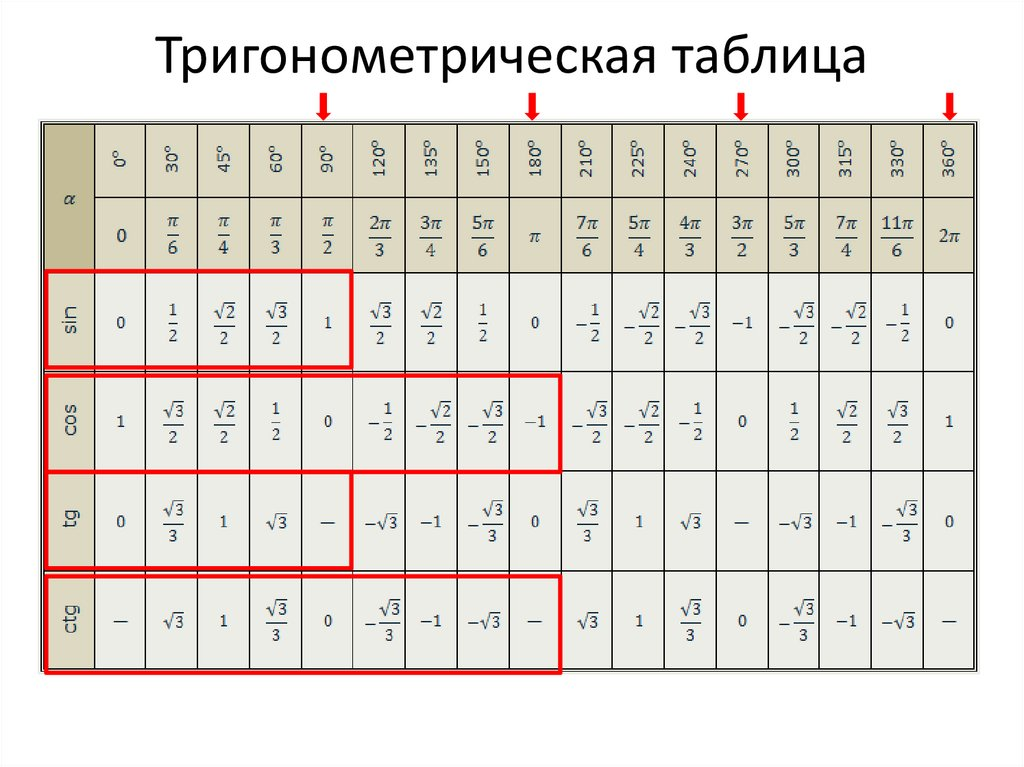 Тригонометрическая таблица
α 0° 30° 45° 60° 90° 120° 135° 150° 180° 210° 225° 240° 270° 300° 315° 330° 360°
0 π/6 π/4 π/3 π/2 2π/3 3π/4 5π/6 π 7π/6 5π/4 4π/3 3π/2 5π/3 7π/4 11π/6 2π
sin 0 1/2 √2/2 √3/2 1 √3/2 √2/2 1/2 0 −1/2 −√2/2 −√3/2 −1 −√3/2 −√2/2 −1/2 0
cos 1 √3/2 √2/2 1/2 0 −1/2 −√2/2 −√3/2 −1 −√3/2 −√2/2 −1/2 0 1/2 √2/2 √3/2 1
tg 0 √3/3 1 √3 — −√3 −1 −√3/3 0 √3/3 1 √3 — −√3 −1 −√3/3 0
ctg — √3 1 √3/3 0 −√3/3 −1 −√3 — √3 1 √3/3 0 −√3/3 −1 −√3 —